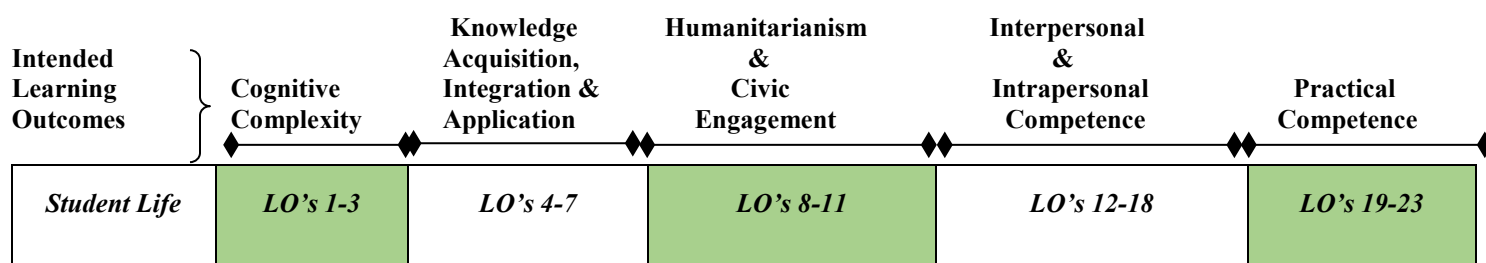 Intended
Learning
Outcomes
Cognitive
Complexity
Knowledge
Acquisition,
Integration &
Application
Humanitarianism
&
Civic
Engagement
Interpersonal
&
Intrapersonal
Competence
Practical
Competence
Student Life
LO’s 1-3
LO’s 4-7
LO’s 8-11
LO’s 12-18
LO’s 19-23